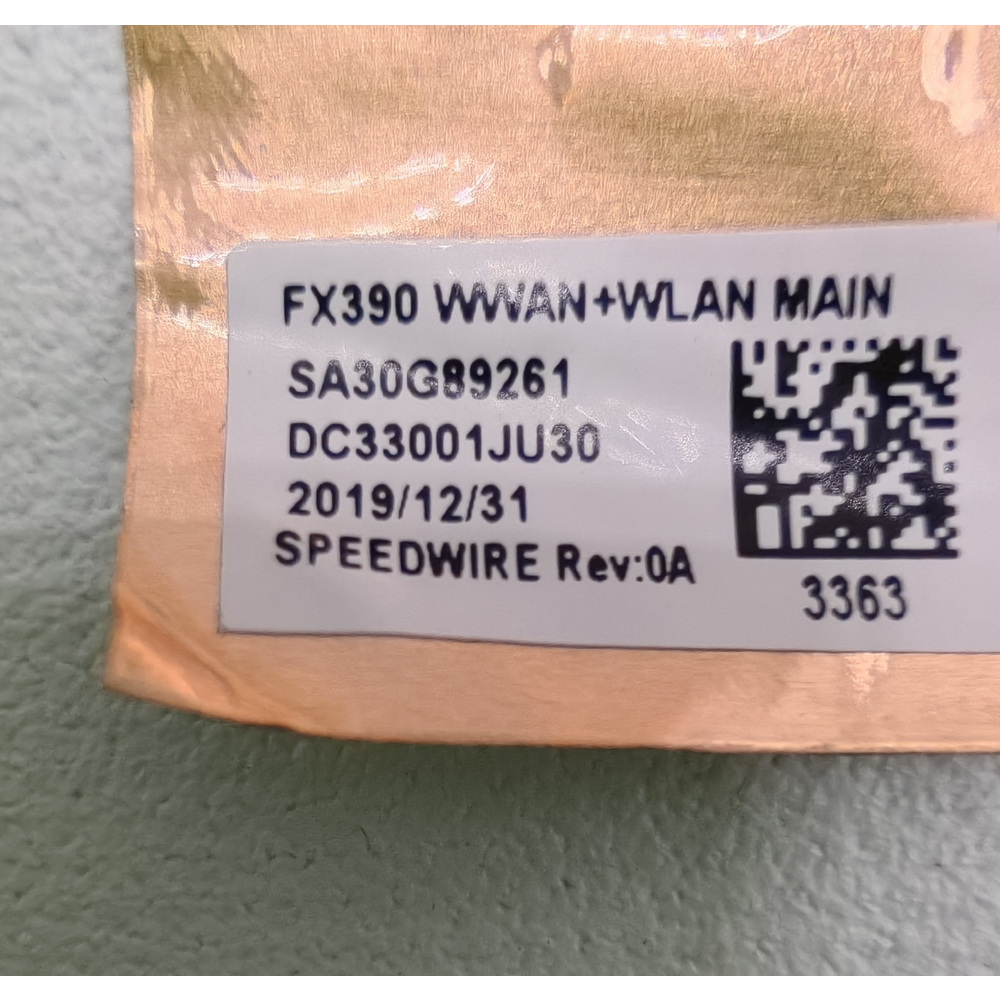 FX390 WWAN+WLAN MAIN
SA30G89261
DC33001JU30
2019/12/31
SPEEDWIRE Rev:0A
3363